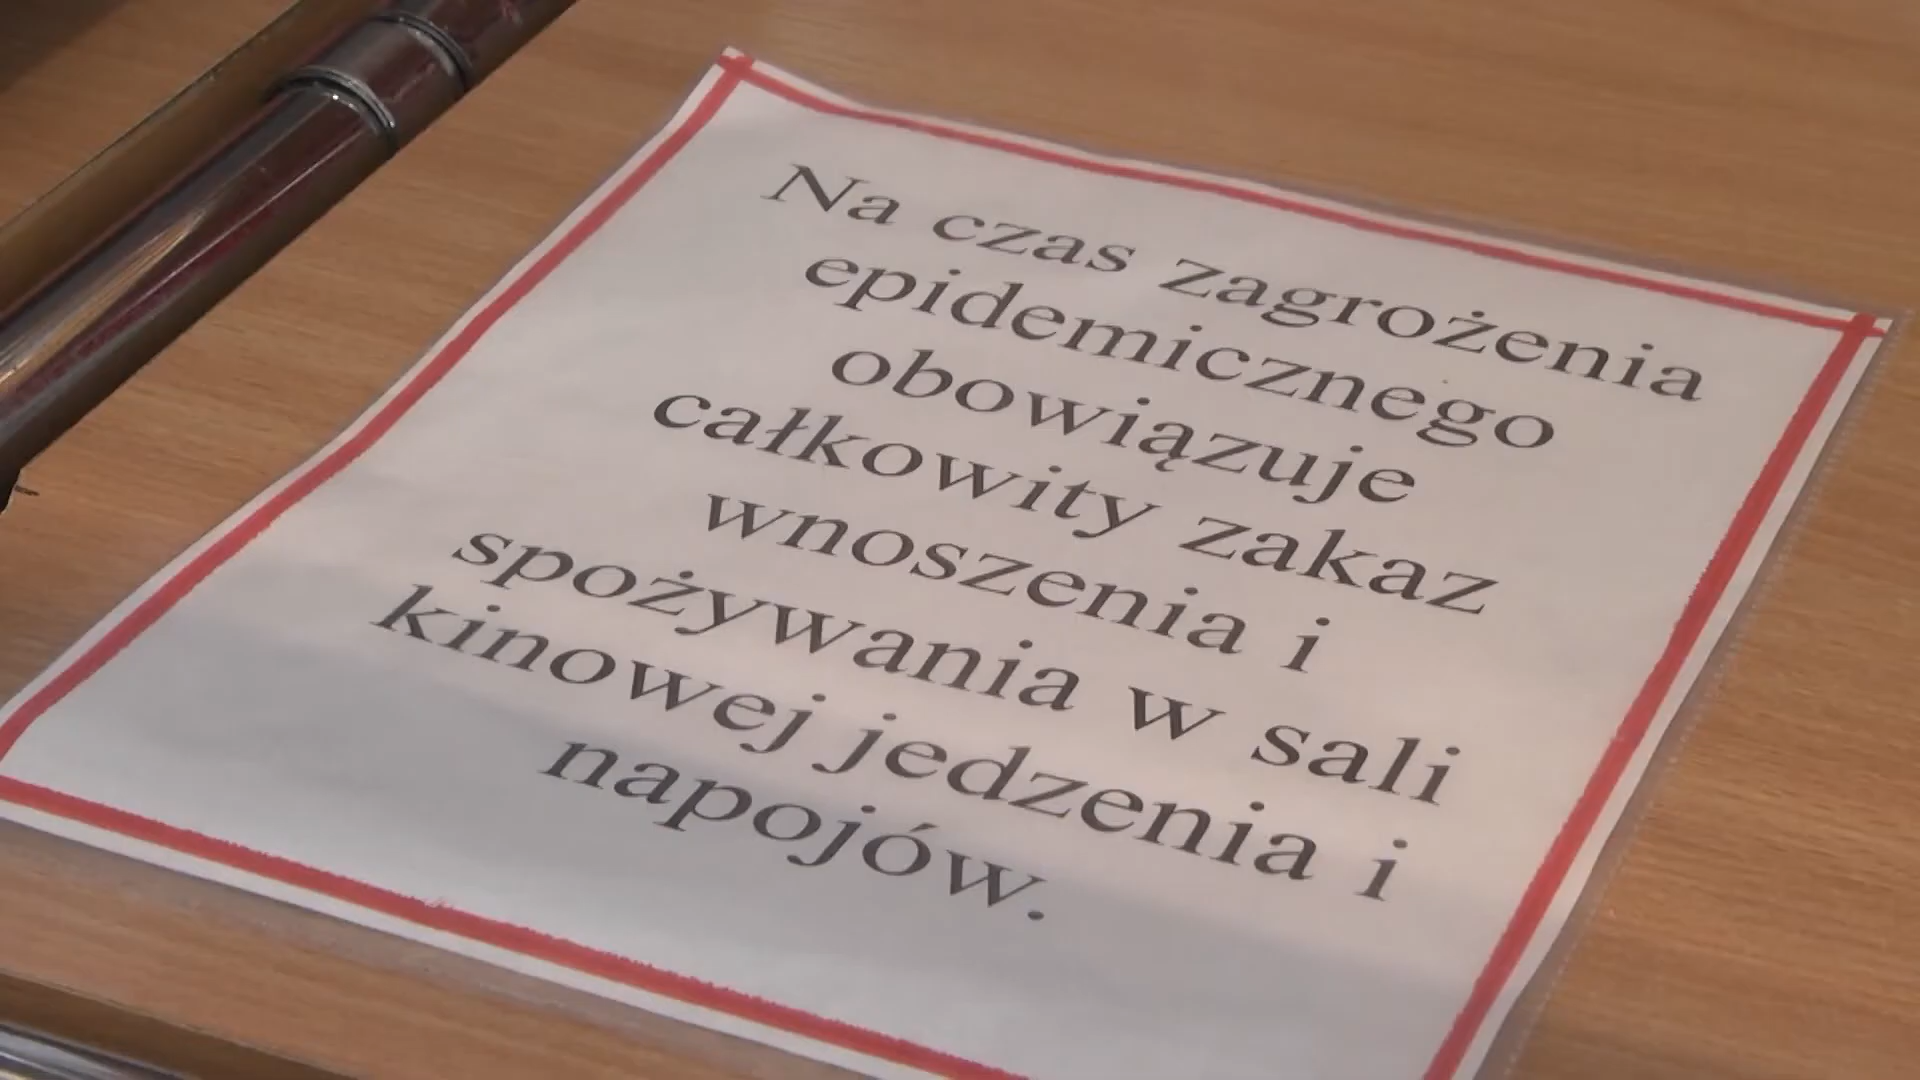 Na czas zagrożenia
epidemicznego
obowiązuje
całkowity zakaz
wnoszenia i
spożywania w sali
kinowej jedzenia i
napojów.